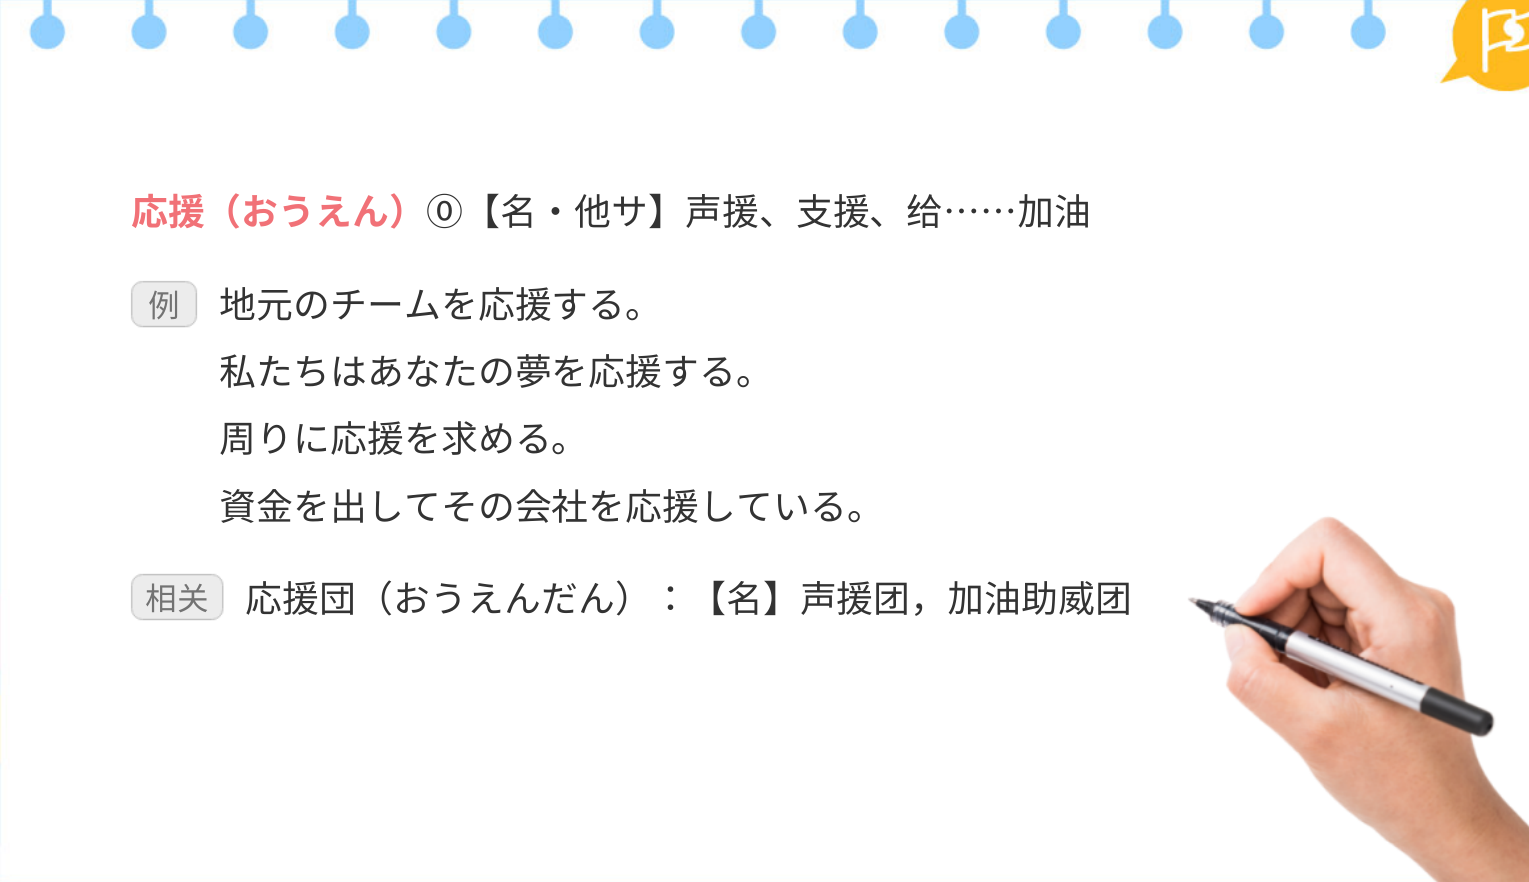 応援（おうえん）⓪【名・他サ】声援、支援、给……加油
例 地元のチームを応援する。
私たちはあなたの夢を応援する。
周りに応援を求める。
資金を出してその会社を応援している。
相关 応援団（おうえんだん）：【名】声援团，加油助威团